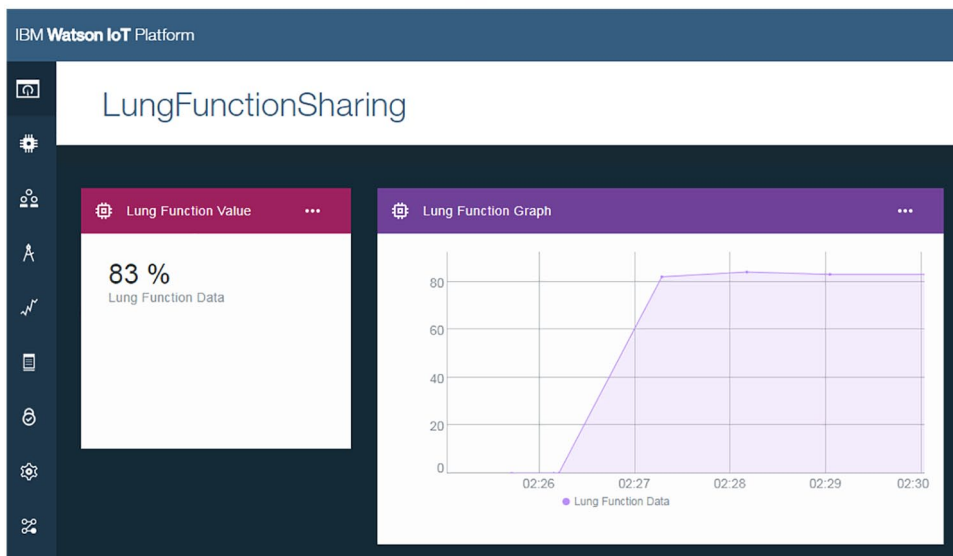 IBM Watson IoT Platform
LungFunctionSharing
Lung Function Value
83 %
Lung Function Data
Lung Function Graph
80
60
40
20
0
02:26 02:27 02:28 02:29 02:30
Lung Function Data